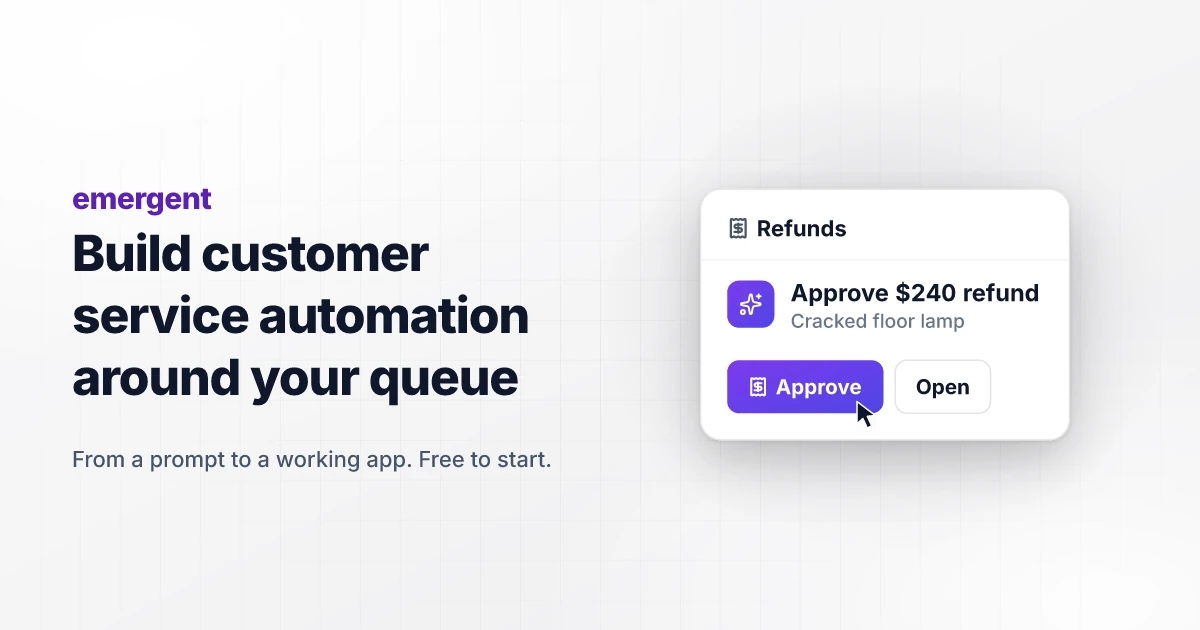 emergent
Build customer
service automation
around your queue
From a prompt to a working app. Free to start.
Refunds
Approve $240 refund
Cracked floor lamp
Approve
Open